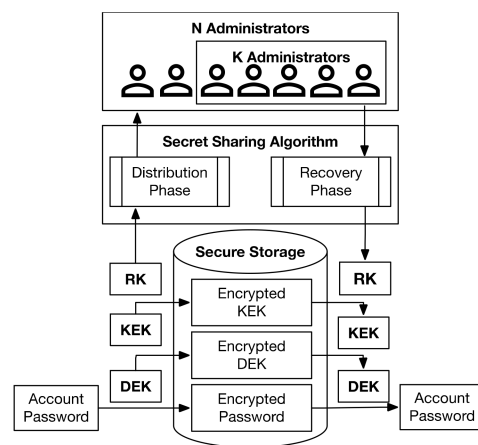 N Administrators
K Administrators
Secret Sharing Algorithm
Distribution
Phase
Recovery
Phase
Secure Storage
RK
RK
Encrypted
KEK
KEK
KEK
Encrypted
DEK
DEK
DEK
Account
Password
Encrypted
Password
Account
Password